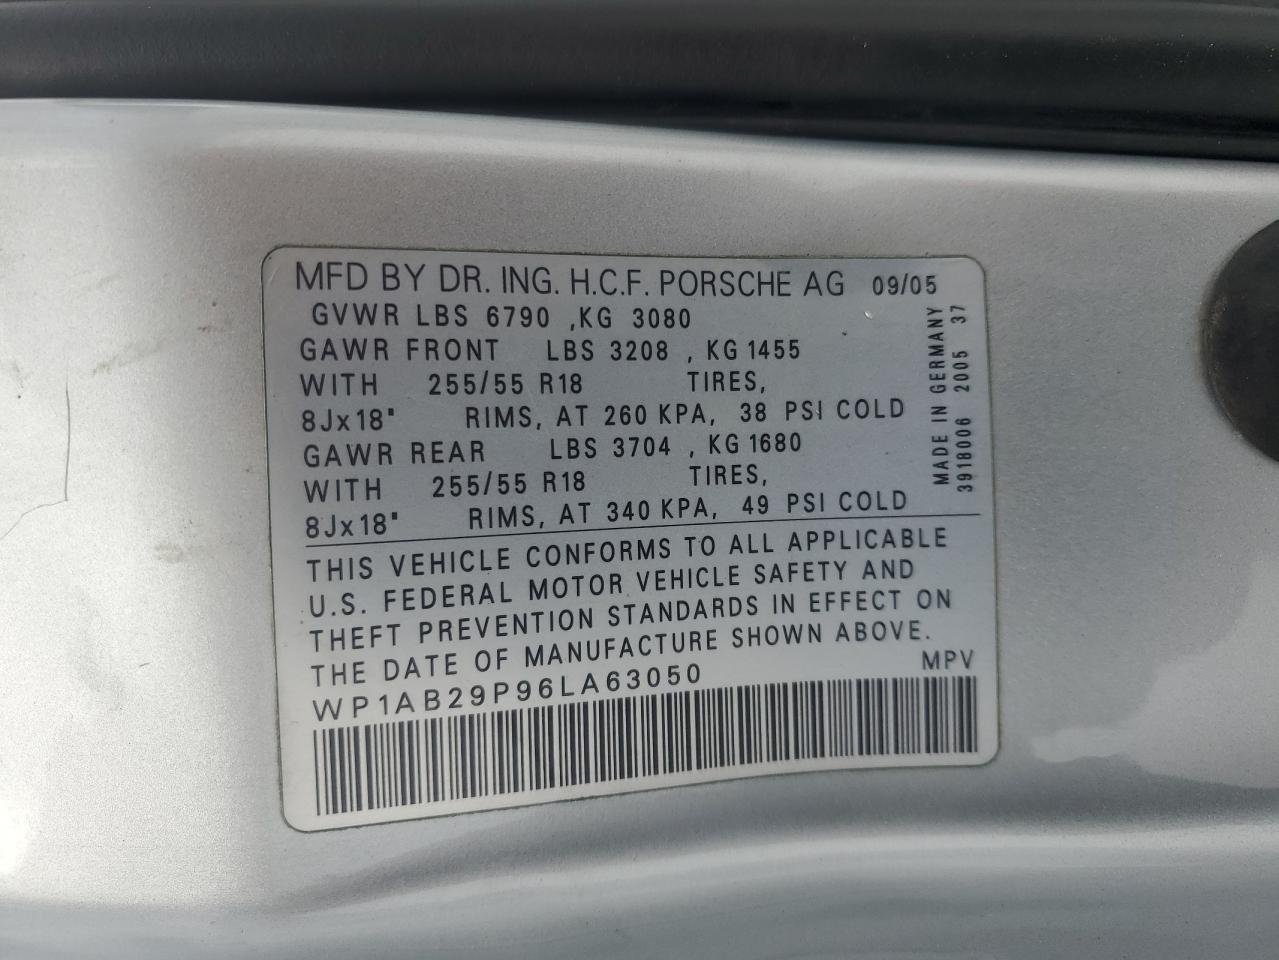 MFD BY DR. ING. H.C.F. PORSCHE AG 09/05
GVWR LBS 6790 ,KG 3080
GAWR FRONT LBS 3208 , KG 1455
WITH 255/55 R18 TIRES,
8Jx18" RIMS, AT 260 KPA, 38 PSI COLD
GAWR REAR LBS 3704 , KG 1680
WITH 255/55 R18 TIRES,
8Jx18" RIMS, AT 340 KPA, 49 PSI COLD
MADE IN GERMANY
3918006 2005 37
THIS VEHICLE CONFORMS TO ALL APPLICABLE
U.S. FEDERAL MOTOR VEHICLE SAFETY AND
THEFT PREVENTION STANDARDS IN EFFECT ON
THE DATE OF MANUFACTURE SHOWN ABOVE.
WP1AB29P96LA63050 MPV